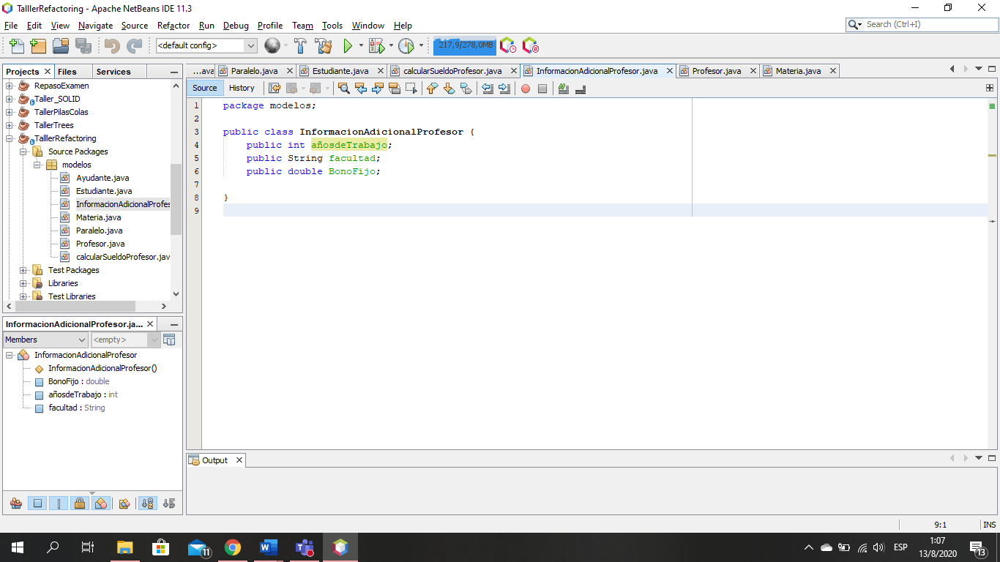 TalllerRefactoring - Apache NetBeans IDE 11.3
File Edit View Navigate Source Refactor Run Debug Profile Team Tools Window Help
Search (Ctrl+I)
<default config>
217,9/278,0MB
Projects Files Services
RepasoExamen
Taller_SOLID
TallerPilasColas
TallerTrees
TalllerRefactoring
Source Packages
modelos
Ayudante.java
Estudiante.java
InformacionAdicionalProfes
Materia.java
Paralelo.java
Profesor.java
calcularSueldoProfesor.jav
Test Packages
Libraries
Test Libraries
...ava Paralelo.java Estudiante.java calcularSueldoProfesor.java InformacionAdicionalProfesor.java Profesor.java Materia.java
Source History
1 package modelos;
2
3 public class InformacionAdicionalProfesor {
4 public int añosdeTrabajo;
5 public String facultad;
6 public double BonoFijo;
7
8 }
9
InformacionAdicionalProfesor.ja...
Members <empty>
InformacionAdicionalProfesor
InformacionAdicionalProfesor()
BonoFijo : double
añosdeTrabajo : int
facultad : String
Output
9:1 INS
11
ESP
1:07
13/8/2020
13